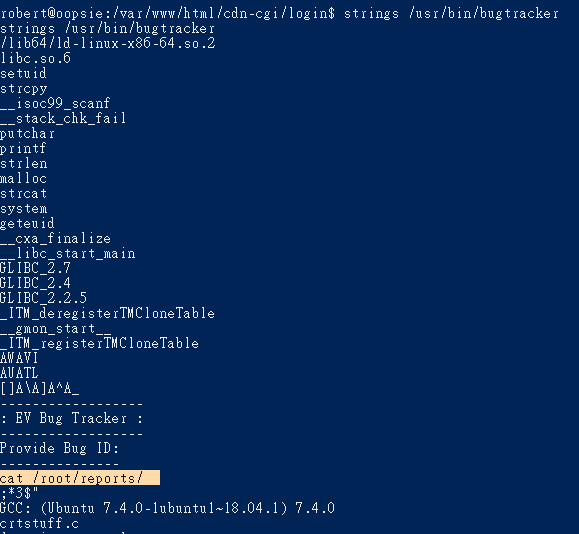 robert@oopsie:/var/www/html/cdn-cgi/login$ strings /usr/bin/bugtracker
strings /usr/bin/bugtracker
/lib64/ld-linux-x86-64.so.2
libc.so.6
setuid
strcpy
__isoc99_scanf
__stack_chk_fail
putchar
printf
strlen
malloc
strcat
system
geteuid
__cxa_finalize
__libc_start_main
GLIBC_2.7
GLIBC_2.4
GLIBC_2.2.5
_ITM_deregisterTMCloneTable
__gmon_start__
_ITM_registerTMCloneTable
AWAVI
AUATL
[]A\A]A^A_
------------------
: EV Bug Tracker :
------------------
Provide Bug ID:
---------------
cat /root/reports/
;*3$"
GCC: (Ubuntu 7.4.0-1ubuntu1~18.04.1) 7.4.0
crtstuff.c